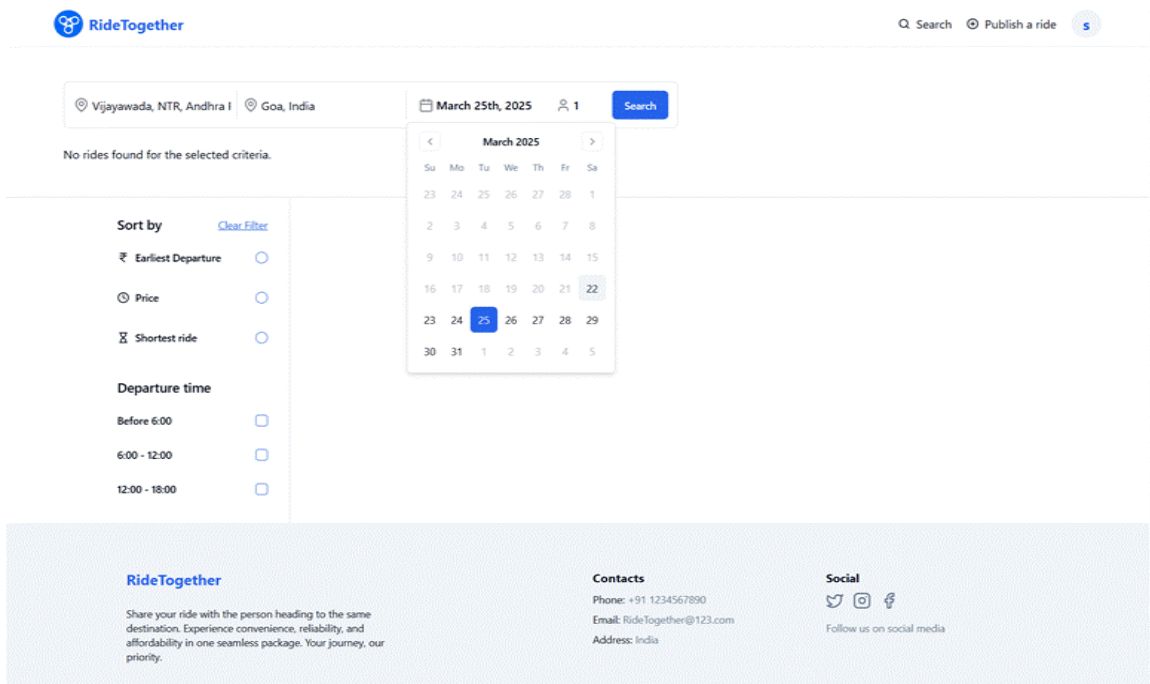 RideTogether
Search
Publish a ride
s
Vijayawada, NTR, Andhra
Goa, India
March 25th, 2025
1
Search
No rides found for the selected criteria.
March 2025
Su Mo Tu We Th Fr Sa
23 24 25 26 27 28 1
2 3 4 5 6 7 8
9 10 11 12 13 14 15
16 17 18 19 20 21 22
23 24 25 26 27 28 29
30 31 1 2 3 4 5
Sort by
Clear Filter
₹ Earliest Departure
Price
Shortest ride
Departure time
Before 6:00
6:00 - 12:00
12:00 - 18:00
RideTogether
Share your ride with the person heading to the same
destination. Experience convenience, reliability, and
affordability in one seamless package. Your journey, our
priority.
Contacts
Phone: +91 1234567890
Email: RideTogether@123.com
Address: India
Social
Follow us on social media